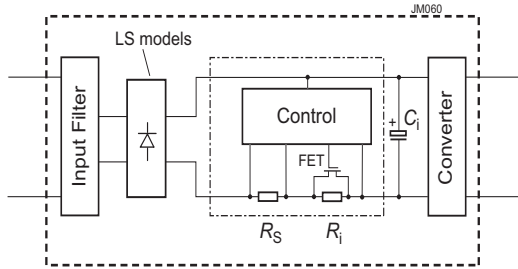 JM060
LS models
Input Filter
Control
FET
+
Ci
Converter
RS
Ri